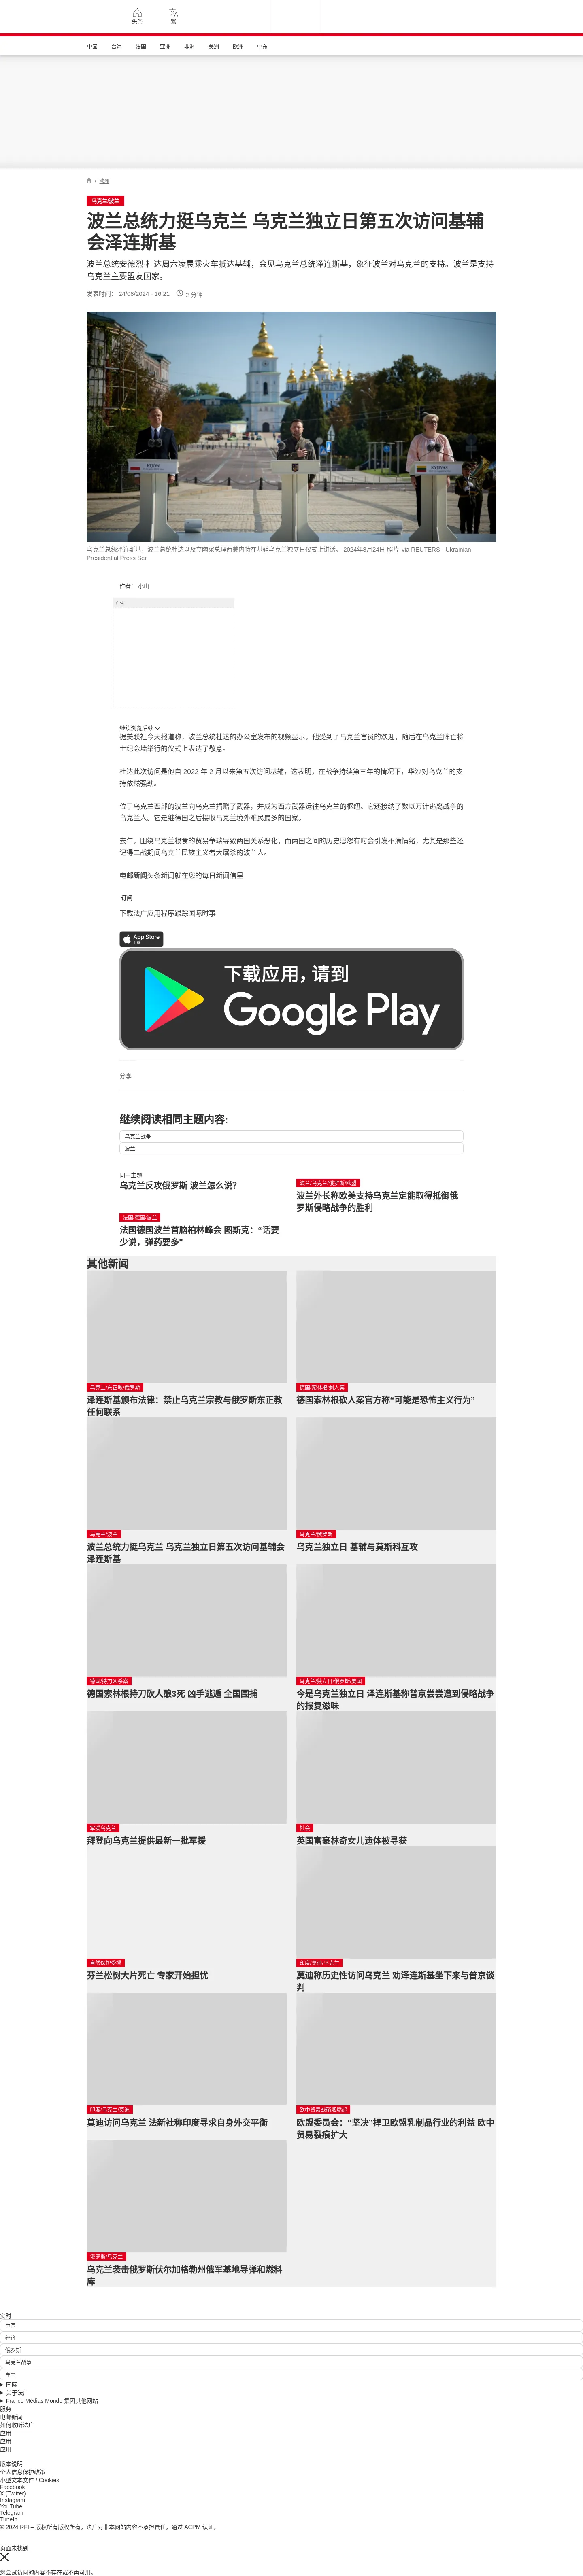 头条
繁
中国
台海
法国
亚洲
非洲
美洲
欧洲
中东
/ 欧洲
乌克兰/波兰
波兰总统力挺乌克兰 乌克兰独立日第五次访问基辅
会泽连斯基
波兰总统安德烈·杜达周六凌晨乘火车抵达基辅，会见乌克兰总统泽连斯基，象征波兰对乌克兰的支持。波兰是支持
乌克兰主要盟友国家。
发表时间： 24/08/2024 - 16:21 2 分钟
乌克兰总统泽连斯基，波兰总统杜达以及立陶宛总理西蒙内特在基辅乌克兰独立日仪式上讲话。 2024年8月24日 照片 via REUTERS - Ukrainian
Presidential Press Ser
作者： 小山
广告
继续浏览后续
据美联社今天报道称，波兰总统杜达的办公室发布的视频显示，他受到了乌克兰官员的欢迎，随后在乌克兰阵亡将
士纪念墙举行的仪式上表达了敬意。
杜达此次访问是他自 2022 年 2 月以来第五次访问基辅，这表明，在战争持续第三年的情况下，华沙对乌克兰的支
持依然强劲。
位于乌克兰西部的波兰向乌克兰捐赠了武器，并成为西方武器运往乌克兰的枢纽。它还接纳了数以万计逃离战争的
乌克兰人。它是继德国之后接收乌克兰境外难民最多的国家。
去年，围绕乌克兰粮食的贸易争端导致两国关系恶化，而两国之间的历史恩怨有时会引发不满情绪，尤其是那些还
记得二战期间乌克兰民族主义者大屠杀的波兰人。
电邮新闻头条新闻就在您的每日新闻信里
订阅
下载法广应用程序跟踪国际时事
App Store
下载
下载应用，请到
Google Play
分享 :
继续阅读相同主题内容:
乌克兰战争
波兰
同一主题
乌克兰反攻俄罗斯 波兰怎么说?
波兰/乌克兰/俄罗斯/欧盟
波兰外长称欧美支持乌克兰定能取得抵御俄
罗斯侵略战争的胜利
法国/德国/波兰
法国德国波兰首脑柏林峰会 图斯克：“话要
少说，弹药要多”
其他新闻
乌克兰/东正教/俄罗斯
泽连斯基颁布法律：禁止乌克兰宗教与俄罗斯东正教
任何联系
德国/索林根/刺人案
德国索林根砍人案官方称“可能是恐怖主义行为”
乌克兰/波兰
波兰总统力挺乌克兰 乌克兰独立日第五次访问基辅会
泽连斯基
乌克兰/俄罗斯
乌克兰独立日 基辅与莫斯科互攻
德国/持刀凶杀案
德国索林根持刀砍人酿3死 凶手逃遁 全国围捕
乌克兰/独立日/俄罗斯/美国
今是乌克兰独立日 泽连斯基称普京尝尝遭到侵略战争
的报复滋味
军援乌克兰
拜登向乌克兰提供最新一批军援
社会
英国富豪林奇女儿遗体被寻获
自然保护受挫
芬兰松树大片死亡 专家开始担忧
印度/莫迪/乌克兰
莫迪称历史性访问乌克兰 劝泽连斯基坐下来与普京谈
判
印度/乌克兰/莫迪
莫迪访问乌克兰 法新社称印度寻求自身外交平衡
欧中贸易战硝烟燃起
欧盟委员会：“坚决”捍卫欧盟乳制品行业的利益 欧中
贸易裂痕扩大
俄罗斯/乌克兰
乌克兰袭击俄罗斯伏尔加格勒州俄军基地导弹和燃料
库
实时
中国
经济
俄罗斯
乌克兰战争
军事
国际
关于法广
France Médias Monde 集团其他网站
服务
电邮新闻
如何收听法广
应用
应用
应用
版本说明
个人信息保护政策
小型文本文件 / Cookies
Facebook
X (Twitter)
Instagram
YouTube
Telegram
TuneIn
© 2024 RFI – 版权所有版权所有。法广对非本网站内容不承担责任。通过 ACPM 认证。
页面未找到
您尝试访问的内容不存在或不再可用。